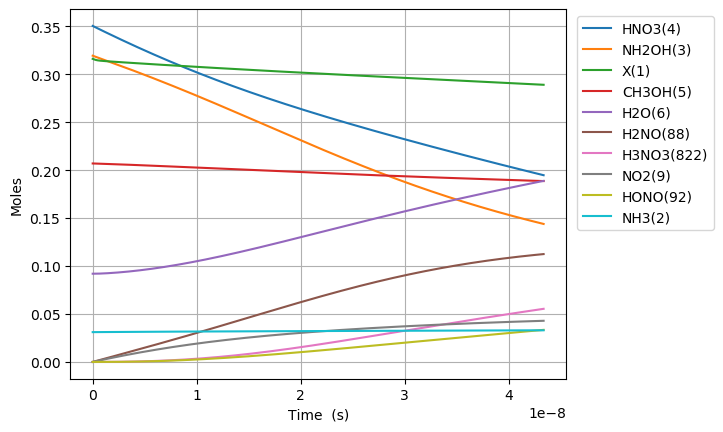 0.35
0.30
0.25
0.20
0.15
0.10
0.05
0.00
Moles
0 1 2 3 4
1e−8
Time (s)
HNO3(4)
NH2OH(3)
X(1)
CH3OH(5)
H2O(6)
H2NO(88)
H3NO3(822)
NO2(9)
HONO(92)
NH3(2)